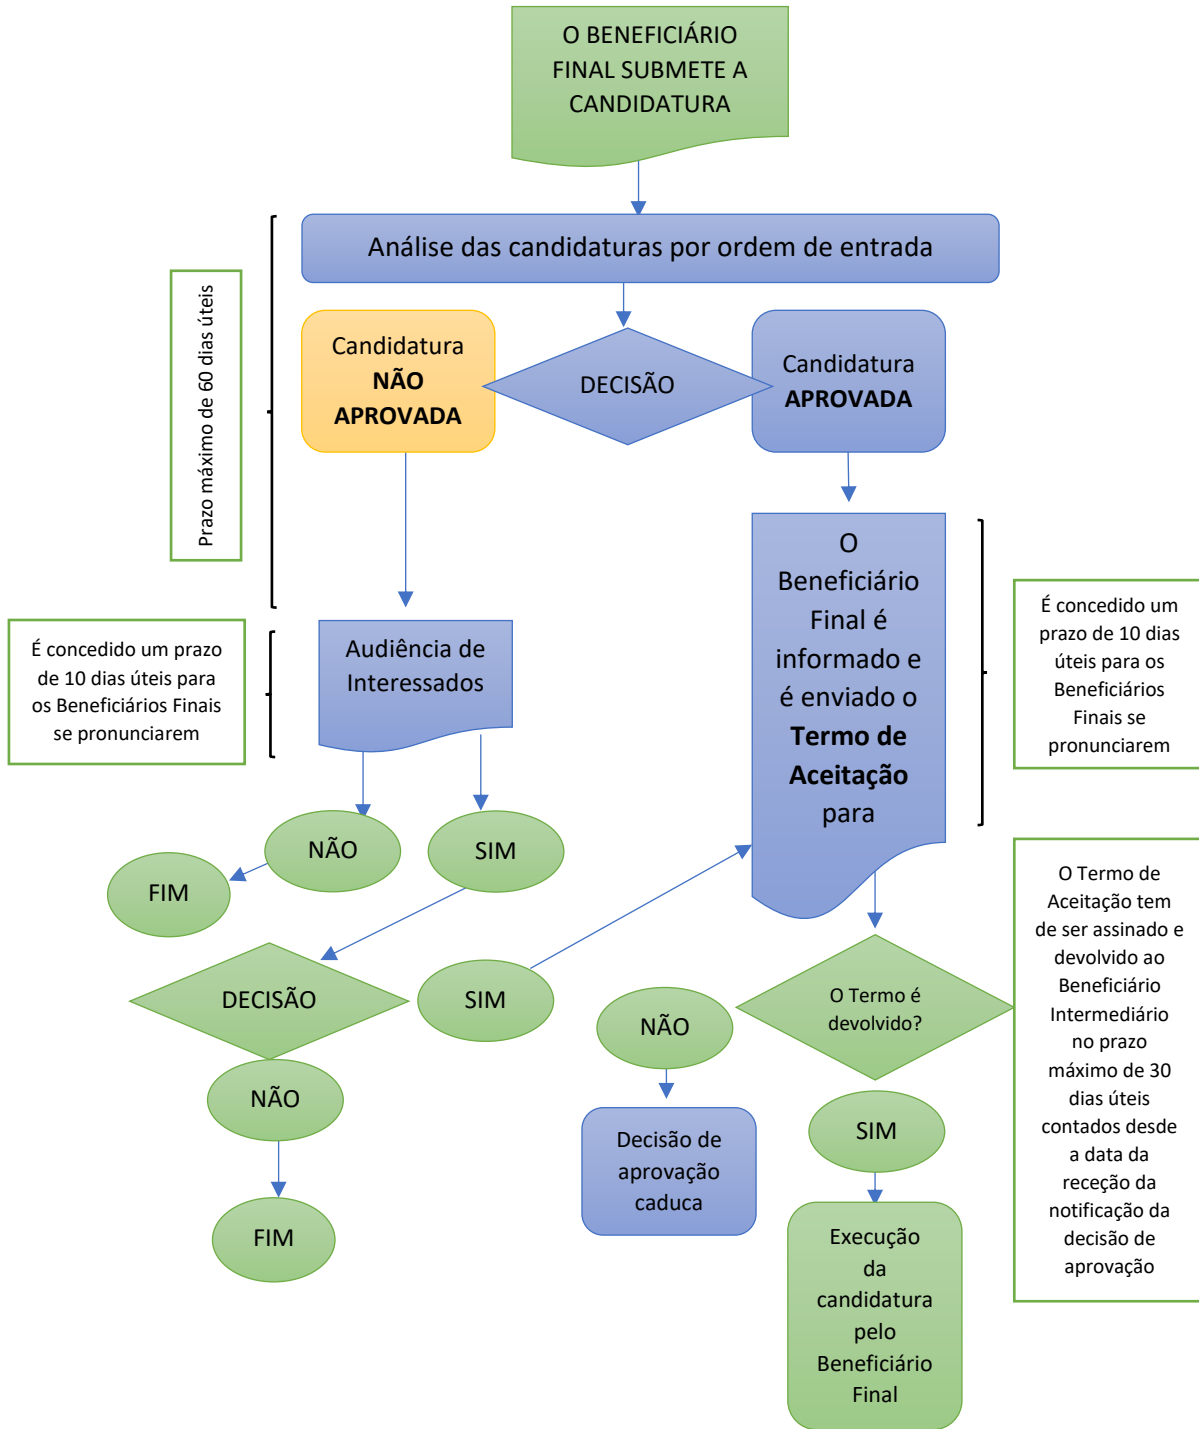 O BENEFICIÁRIO
FINAL SUBMETE A
CANDIDATURA
Análise das candidaturas por ordem de entrada
Prazo máximo de 60 dias úteis
Candidatura
NÃO
APROVADA
DECISÃO
Candidatura
APROVADA
O
Beneficiário
Final é
informado e
é enviado o
Termo de
Aceitação
para
É concedido um
prazo de 10 dias
úteis para os
Beneficiários
Finais se
pronunciarem
É concedido um prazo
de 10 dias úteis para
os Beneficiários Finais
se pronunciarem
Audiência de
Interessados
NÃO
SIM
FIM
DECISÃO
SIM
NÃO
FIM
O Termo é
devolvido?
NÃO
Decisão de
aprovação
caduca
SIM
Execução
da
candidatura
pelo
Beneficiário
Final
O Termo de
Aceitação tem
de ser assinado e
devolvido ao
Beneficiário
Intermediário
no prazo
máximo de 30
dias úteis
contados desde
a data da
receção da
notificação da
decisão de
aprovação